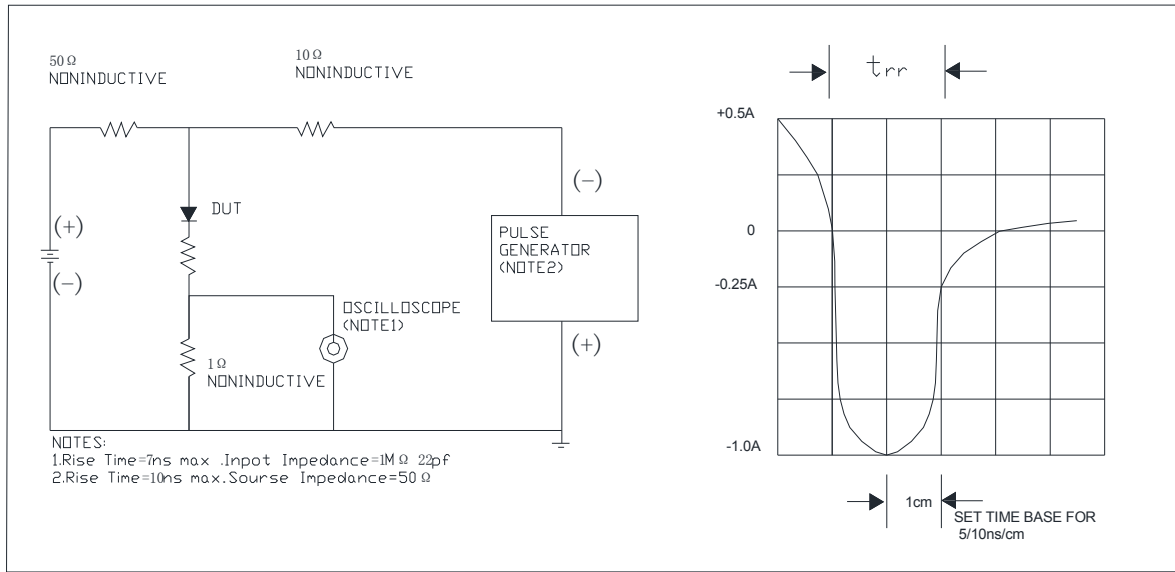 50Ω
NONINDUCTIVE
10Ω
NONINDUCTIVE
(+)
(-)
DUT
1Ω
NONINDUCTIVE
OSCILLOSCOPE
(NOTE1)
(-)
PULSE
GENERATOR
(NOTE2)
(+)
NOTES:
1.Rise Time=7ns max .Inpot Impedance=1MΩ 22pf
2.Rise Time=10ns max.Sourse Impedance=50 Ω
trr
+0.5A
0
-0.25A
-1.0A
1cm
SET TIME BASE FOR
5/10ns/cm